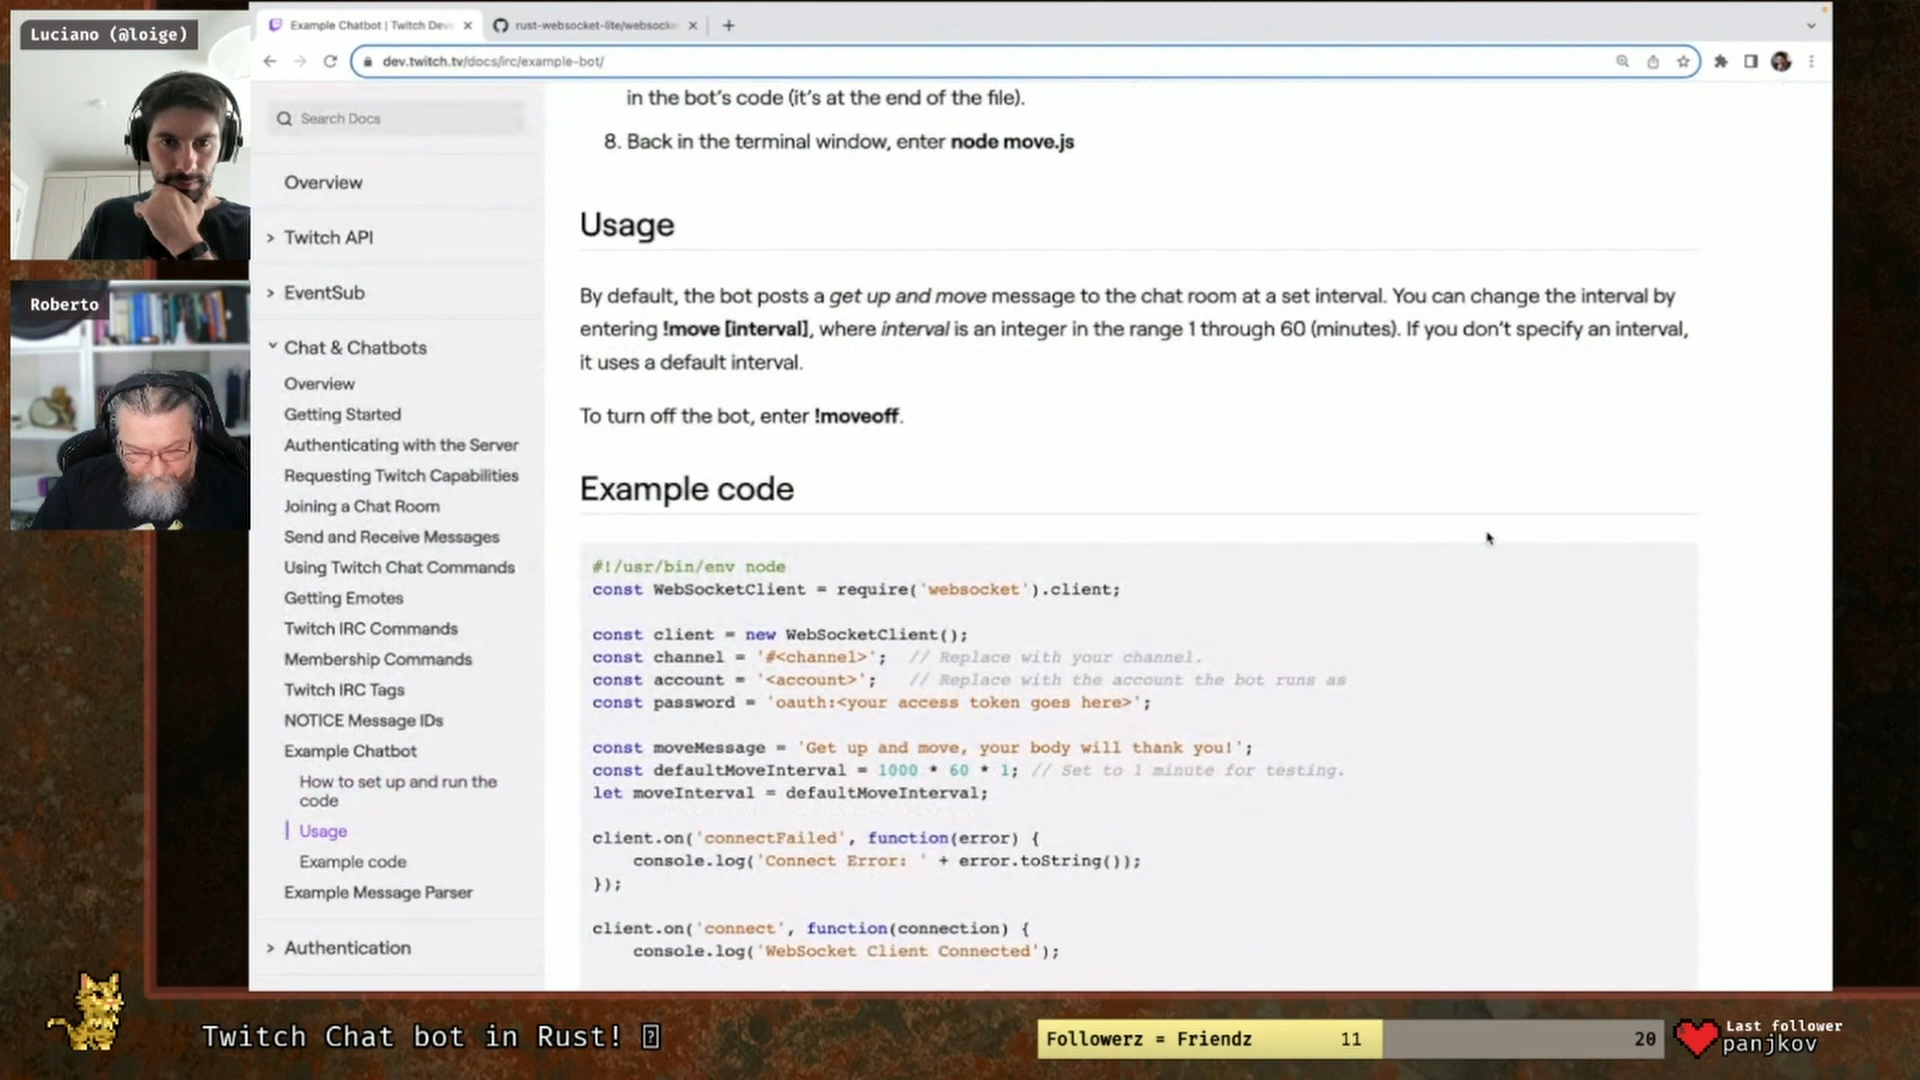 Luciano (@loige)
Roberto
Example Chatbot | Twitch Deve
rust-websocket-lite/websocke
dev.twitch.tv/docs/irc/example-bot/
Search Docs
Overview
Twitch API
EventSub
Chat & Chatbots
Overview
Getting Started
Authenticating with the Server
Requesting Twitch Capabilities
Joining a Chat Room
Send and Receive Messages
Using Twitch Chat Commands
Getting Emotes
Twitch IRC Commands
Membership Commands
Twitch IRC Tags
NOTICE Message IDs
Example Chatbot
How to set up and run the
code
Usage
Example code
Example Message Parser
Authentication
in the bot's code (it's at the end of the file).
8. Back in the terminal window, enter node move.js
Usage
By default, the bot posts a get up and move message to the chat room at a set interval. You can change the interval by
entering !move [interval], where interval is an integer in the range 1 through 60 (minutes). If you don't specify an interval,
it uses a default interval.
To turn off the bot, enter !moveoff.
Example code
#!/usr/bin/env node
const WebSocketClient = require('websocket').client;
const client = new WebSocketClient();
const channel = '#<channel>';  // Replace with your channel.
const account = '<account>';   // Replace with the account the bot runs as
const password = 'oauth:<your access token goes here>';
const moveMessage = 'Get up and move, your body will thank you!';
const defaultMoveInterval = 1000 * 60 * 1; // Set to 1 minute for testing.
let moveInterval = defaultMoveInterval;
client.on('connectFailed', function(error) {
    console.log('Connect Error: ' + error.toString());
});
client.on('connect', function(connection) {
    console.log('WebSocket Client Connected');
Twitch Chat bot in Rust!
Followerz = Friendz 11 20
Last follower
panjkov